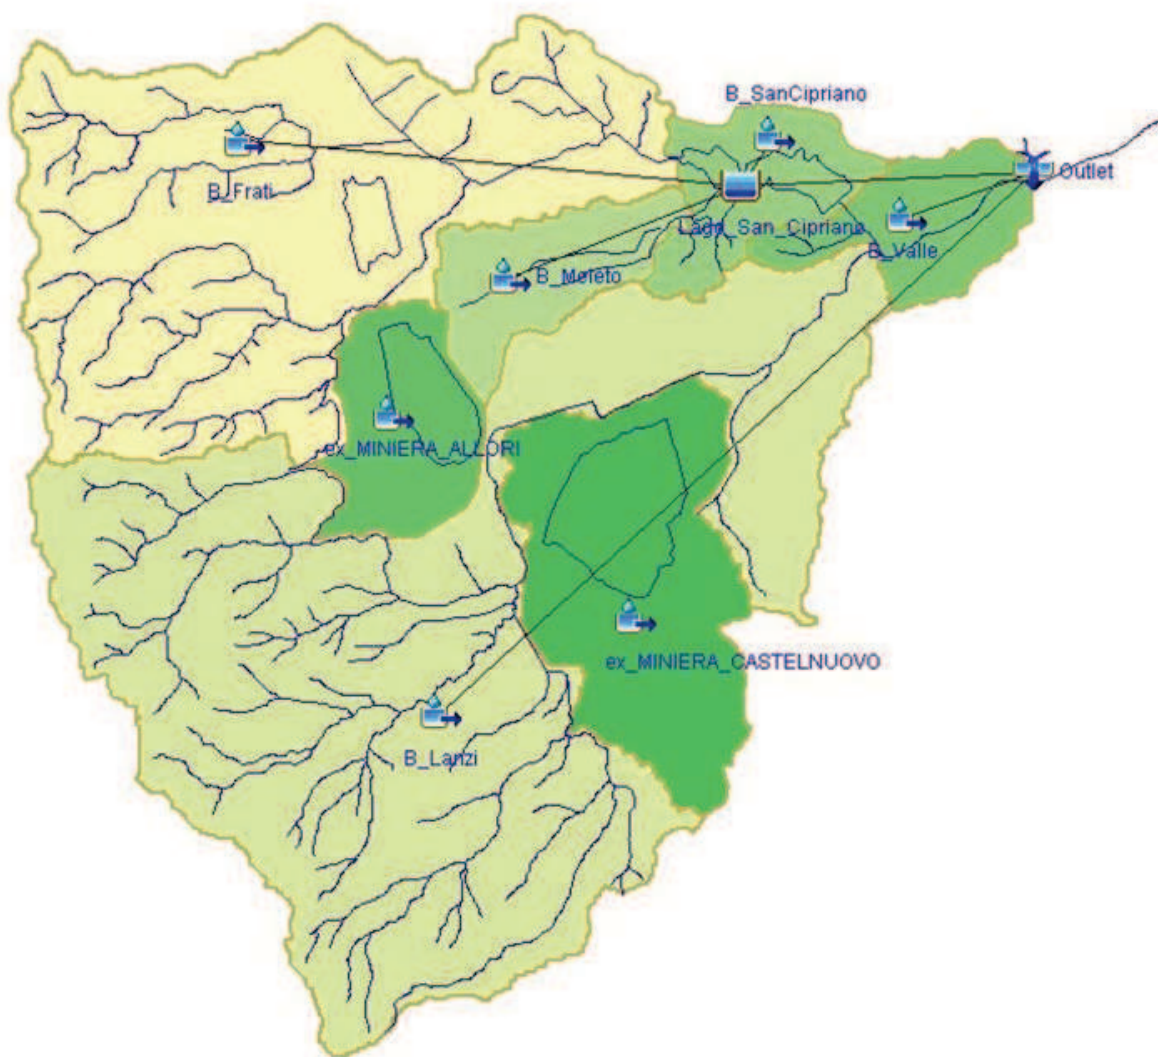 B_SanCipriano
B_Frati
Outlet
Lago_San_Cipriano
B_Valle
B_Meleto
ex_MINIERA_ALLORI
ex_MINIERA_CASTELNUOVO
B_Lanzi